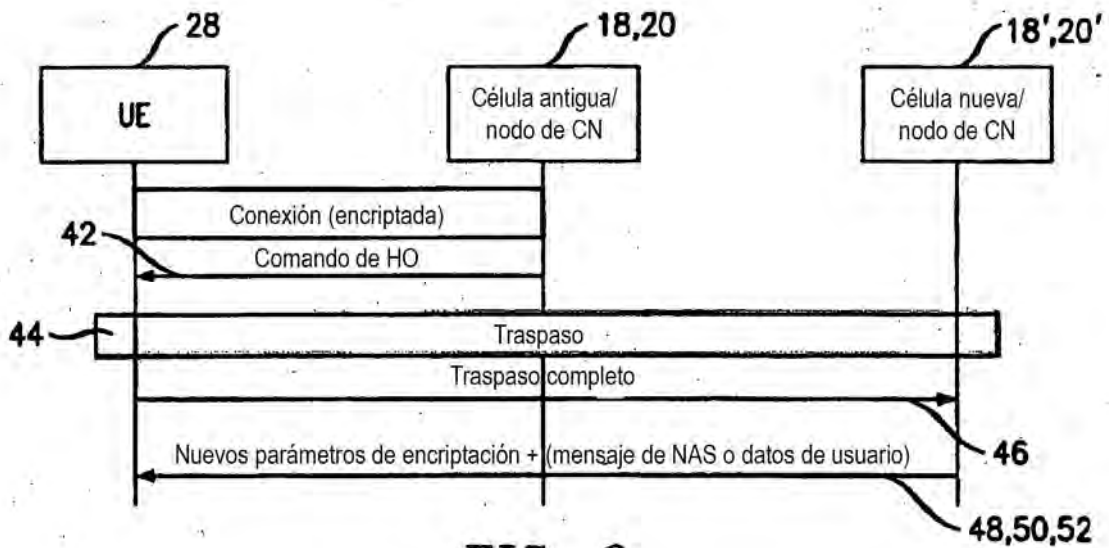 28
18,20
18',20'
UE
Célula antigua/
nodo de CN
Célula nueva/
nodo de CN
Conexión (encriptada)
42
Comando de HO
44
Traspaso
Traspaso completo
46
Nuevos parámetros de encriptación + (mensaje de NAS o datos de usuario)
48,50,52